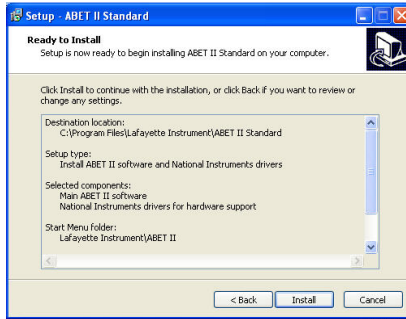 Setup - ABET II Standard
Ready to Install
Setup is now ready to begin installing ABET II Standard on your computer.
Click Install to continue with the installation, or click Back if you want to review or
change any settings.
Destination location:
C:\Program Files\Lafayette Instrument\ABET II Standard
Setup type:
Install ABET II software and National Instruments drivers
Selected components:
Main ABET II software
National Instruments drivers for hardware support
Start Menu folder:
Lafayette Instrument\ABET II
< Back Install Cancel